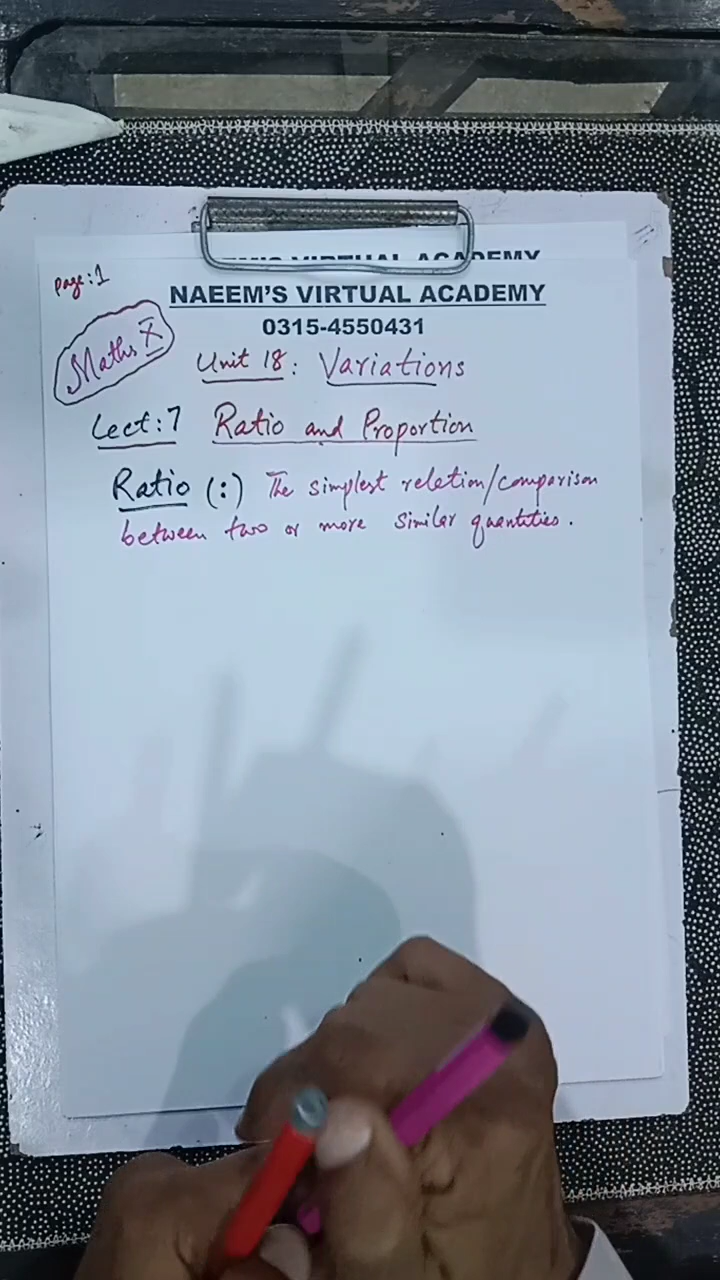 Page:1
NAEEM'S VIRTUAL ACADEMY
0315-4550431
Maths X
Unit 18: Variations
Lect:7 Ratio and Proportion
Ratio (:) The simplest relation/comparison
between two or more similar quantities.